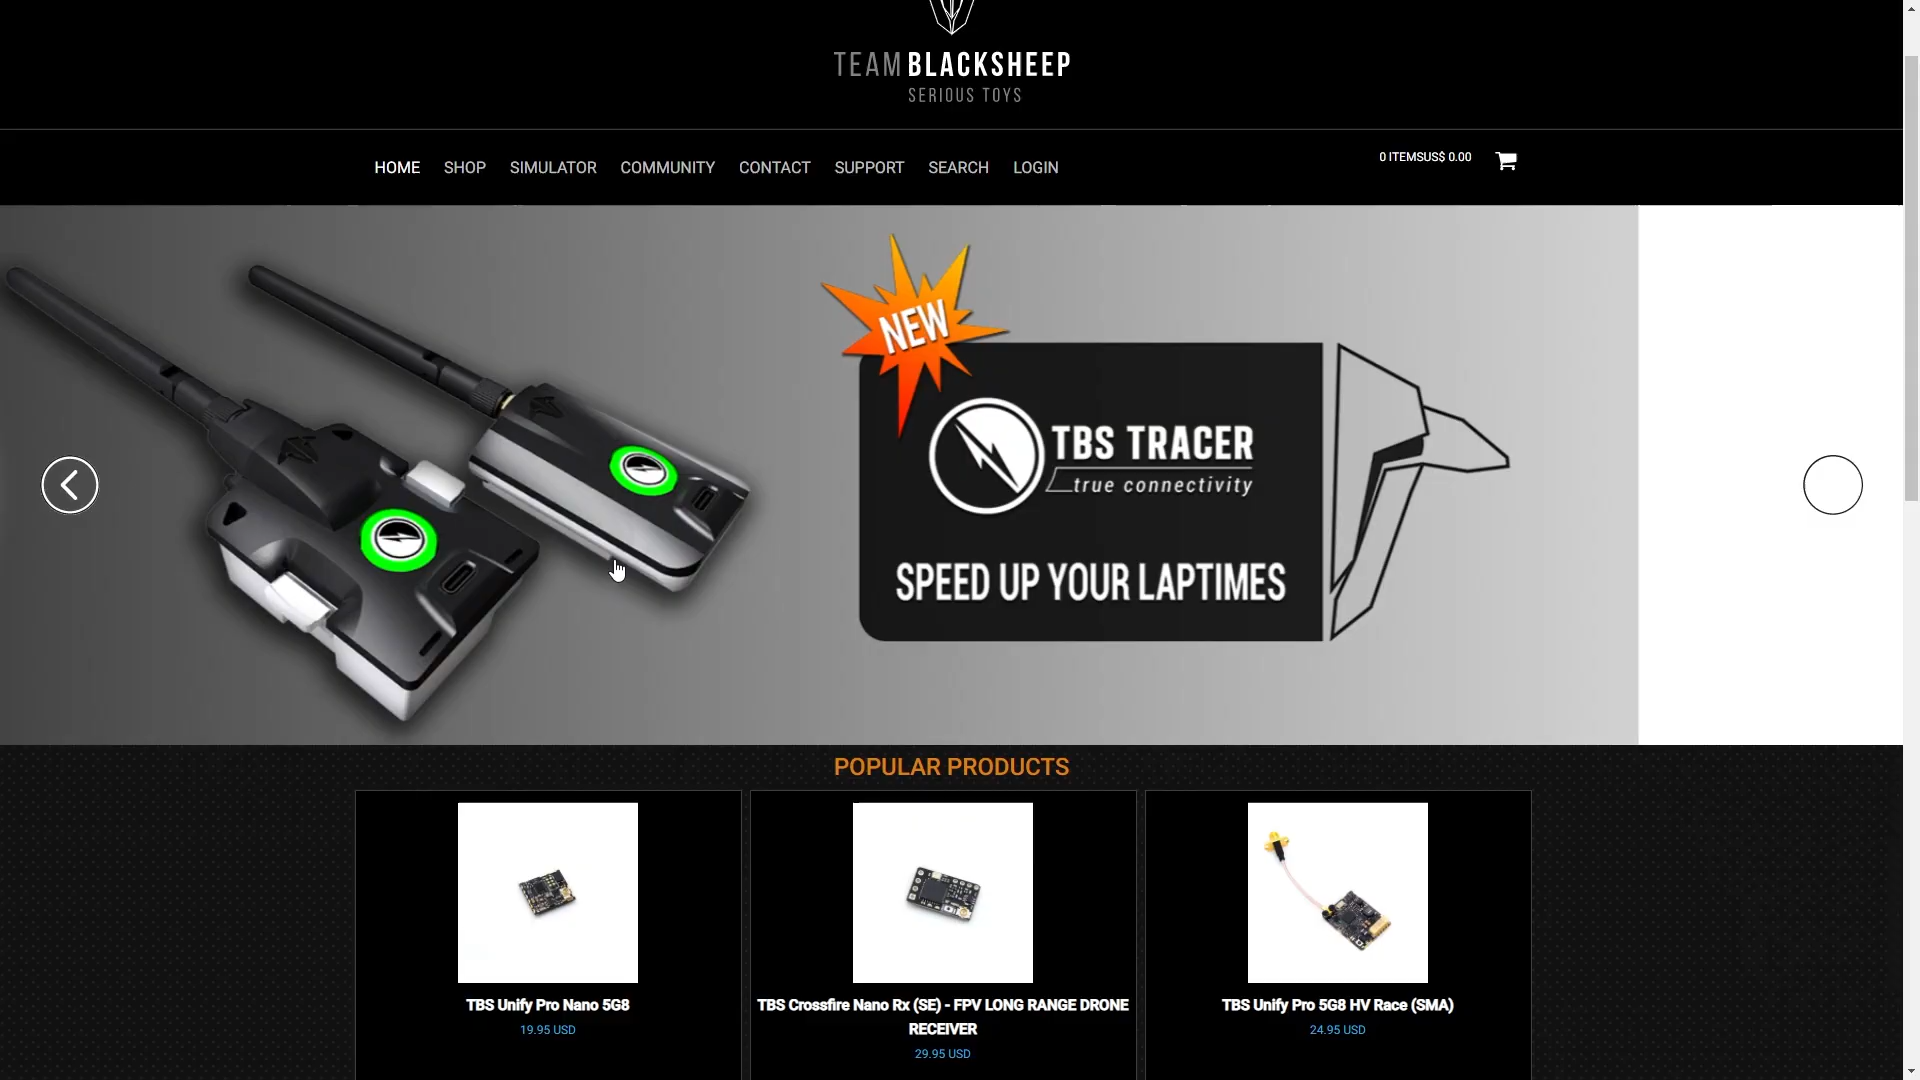 TEAM BLACKSHEEP
SERIOUS TOYS
HOME SHOP SIMULATOR COMMUNITY CONTACT SUPPORT SEARCH LOGIN
0 ITEMSUS$ 0.00
NEW
TBS TRACER
true connectivity
SPEED UP YOUR LAPTIMES
POPULAR PRODUCTS
TBS Unify Pro Nano 5G8
19.95 USD
TBS Crossfire Nano Rx (SE) - FPV LONG RANGE DRONE
RECEIVER
29.95 USD
TBS Unify Pro 5G8 HV Race (SMA)
24.95 USD